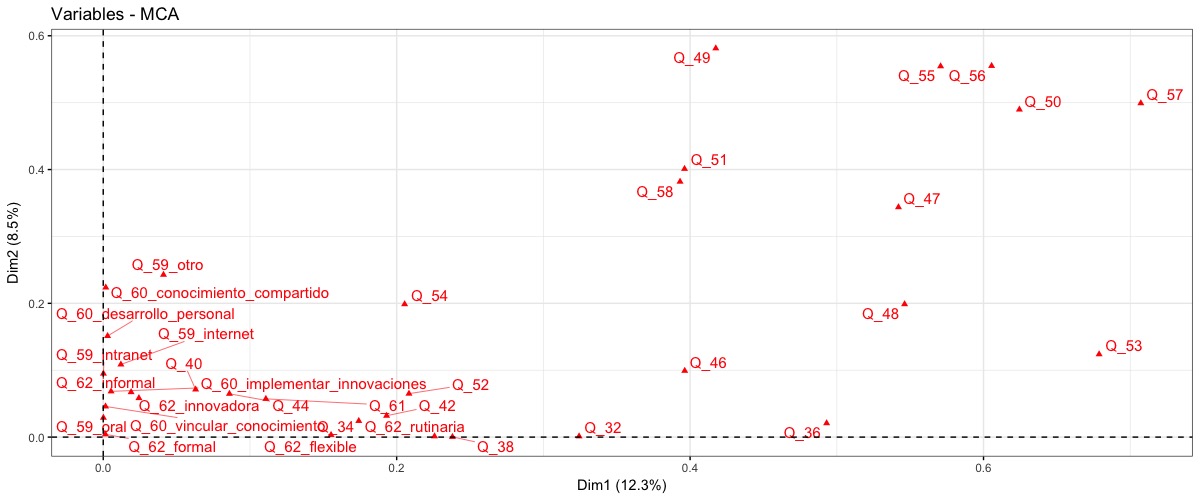 Variables - MCA
0.6
Q_49
Q_55 Q_56
Q_57
Q_50
0.4
Q_51
Q_58
Q_47
Dim2 (8.5%)
Q_59_otro
Q_60_conocimiento_compartido
0.2
Q_54
Q_48
Q_60_desarrollo_personal
Q_59_internet
Q_53
Q_59_intranet
Q_40
Q_46
Q_62_informal
Q_60_implementar_innovaciones
Q_52
Q_62_innovadora
Q_44
Q_61
Q_42
Q_59_oral
Q_60_vincular_conocimiento
Q_34
Q_62_rutinaria
Q_32
Q_36
0.0
Q_62_formal
Q_62_flexible
Q_38
0.0 0.2 0.4 0.6
Dim1 (12.3%)